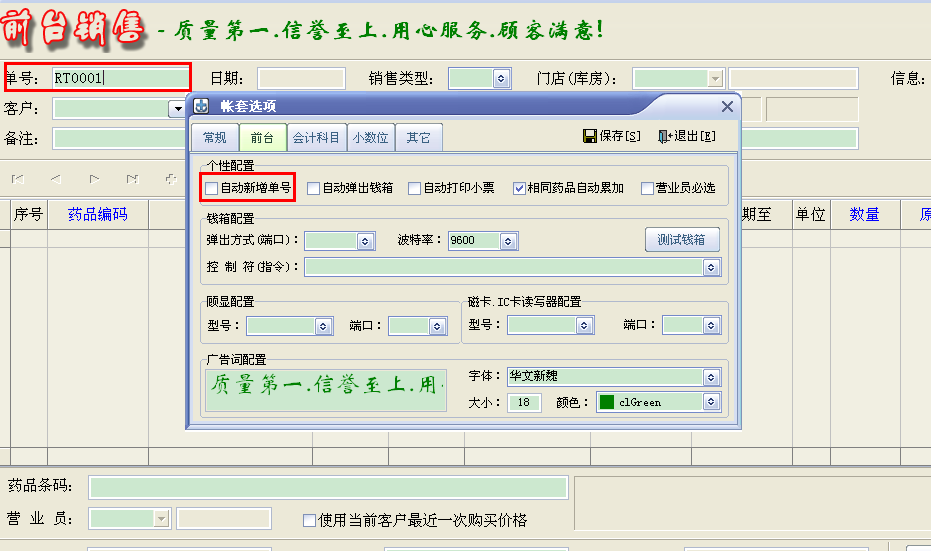 前台销售 - 质量第一.信誉至上.用心服务.顾客满意!
单号: RT0001 日期: 销售类型: 门店(库房): 信息:
客户:
备注:
帐套选项
常规 前台 会计科目 小数位 其它 保存[S] 退出[E]
个性配置
自动新增单号 自动弹出钱箱 自动打印小票 相同药品自动累加 营业员必选
序号 药品编码 期至 单位 数量
钱箱配置
弹出方式(端口): 波特率: 9600 测试钱箱
控 制 符(指令):
顾显配置 磁卡.IC卡读写器配置
型号: 端口: 型号: 端口:
广告词配置
质量第一.信誉至上.用 字体: 华文新魏
大小: 18 颜色: clGreen
药品条码:
营 业 员: 使用当前客户最近一次购买价格